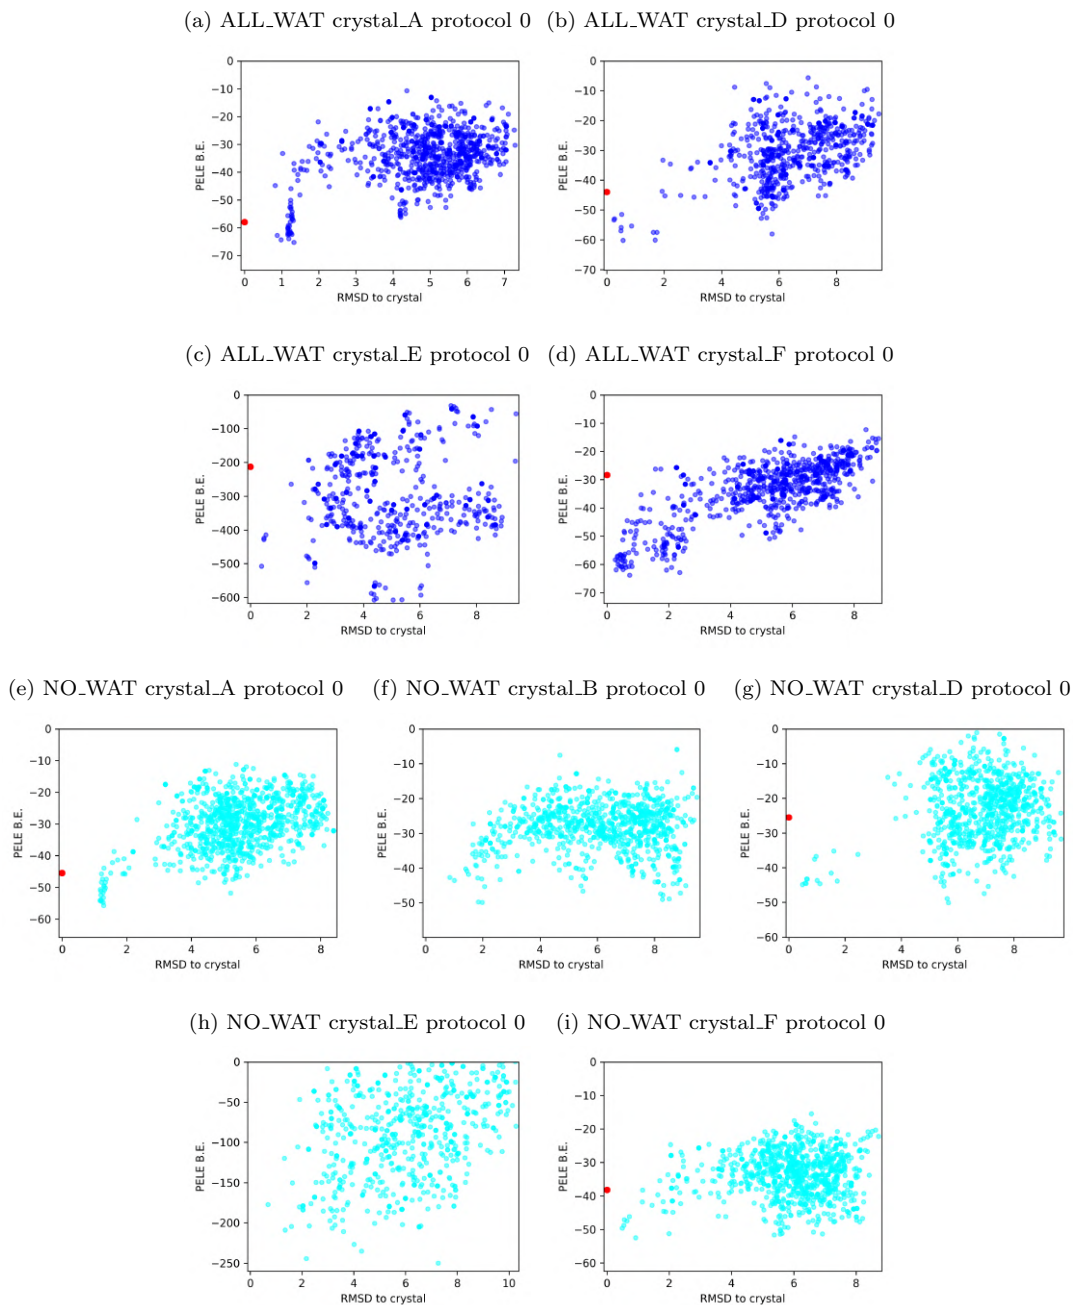 (a) ALL_WAT crystal_A protocol 0 (b) ALL_WAT crystal_D protocol 0
0
−10
−20
−30
−40
−50
−60
−70
PELE B.E.
0 1 2 3 4 5 6 7
RMSD to crystal
0
−10
−20
−30
−40
−50
−60
−70
PELE B.E.
0 2 4 6 8
RMSD to crystal
(c) ALL_WAT crystal_E protocol 0 (d) ALL_WAT crystal_F protocol 0
0
−100
−200
−300
−400
−500
−600
PELE B.E.
0 2 4 6 8
RMSD to crystal
0
−10
−20
−30
−40
−50
−60
−70
PELE B.E.
0 2 4 6 8
RMSD to crystal
(e) NO_WAT crystal_A protocol 0 (f) NO_WAT crystal_B protocol 0 (g) NO_WAT crystal_D protocol 0
0
−10
−20
−30
−40
−50
−60
PELE B.E.
0 2 4 6 8
RMSD to crystal
0
−10
−20
−30
−40
−50
PELE B.E.
0 2 4 6 8
RMSD to crystal
0
−10
−20
−30
−40
−50
−60
PELE B.E.
0 2 4 6 8
RMSD to crystal
(h) NO_WAT crystal_E protocol 0 (i) NO_WAT crystal_F protocol 0
0
−50
−100
−150
−200
−250
PELE B.E.
0 2 4 6 8 10
RMSD to crystal
0
−10
−20
−30
−40
−50
−60
PELE B.E.
0 2 4 6 8
RMSD to crystal